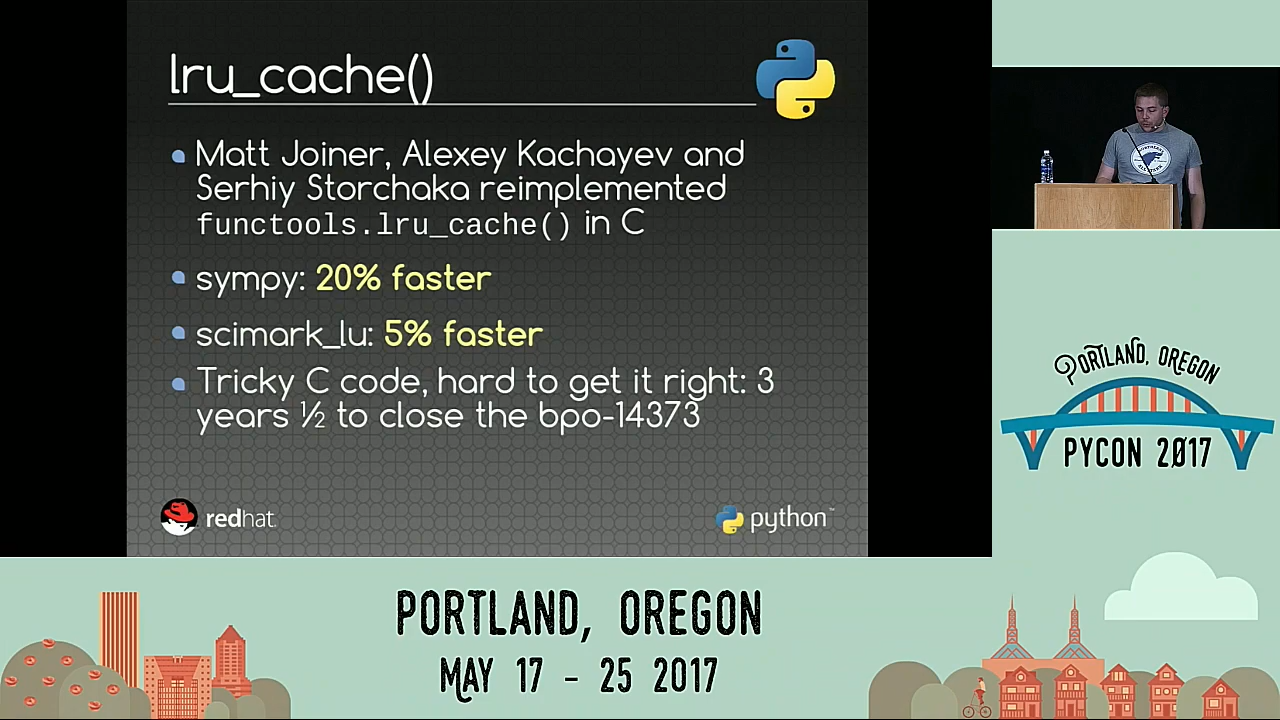 lru_cache()
Matt Joiner, Alexey Kachayev and
Serhiy Storchaka reimplemented
functools.lru_cache() in C
sympy: 20% faster
scimark_lu: 5% faster
Tricky C code, hard to get it right: 3
years ½ to close the bpo-14373
redhat.
python™
PORTLAND, OREGON
PYCON 2017
PORTLAND, OREGON
MAY 17 - 25 2017